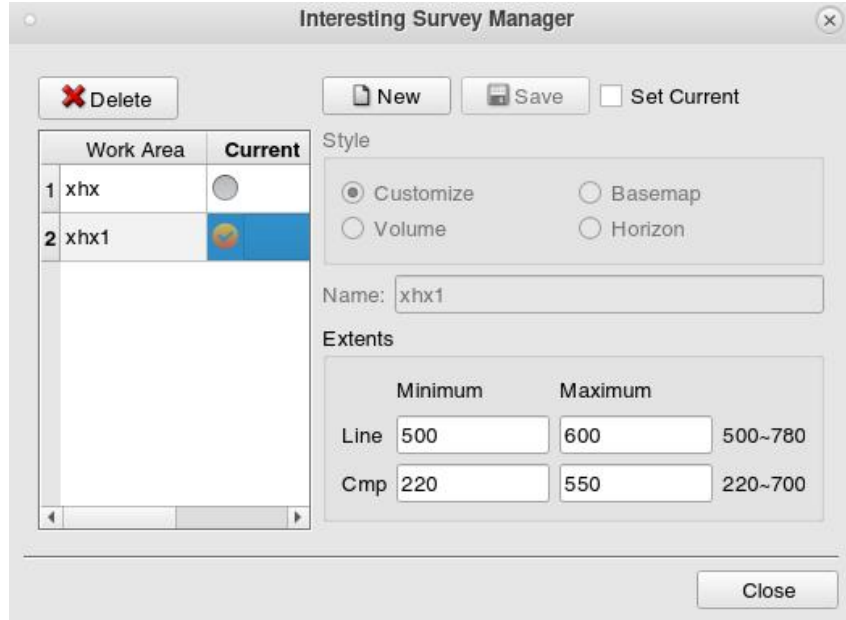 Interesting Survey Manager
Delete
New Save Set Current
Work Area Current
1 xhx
2 xhx1
Style
Customize Basemap
Volume Horizon
Name: xhx1
Extents
Minimum Maximum
Line 500 600 500~780
Cmp 220 550 220~700
Close